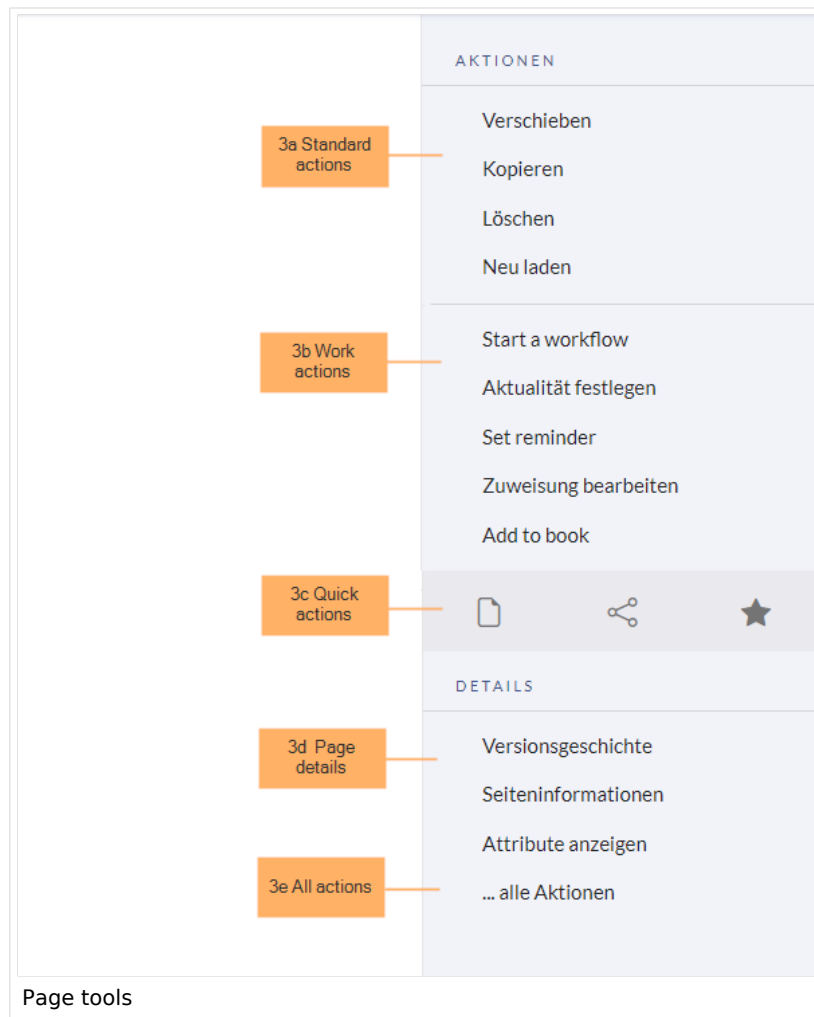 AKTIONEN
3a Standard
actions
Verschieben
Kopieren
Löschen
Neu laden
3b Work
actions
Start a workflow
Aktualität festlegen
Set reminder
Zuweisung bearbeiten
Add to book
3c Quick
actions
DETAILS
3d Page
details
Versionsgeschichte
Seiteninformationen
Attribute anzeigen
3e All actions
... alle Aktionen
Page tools